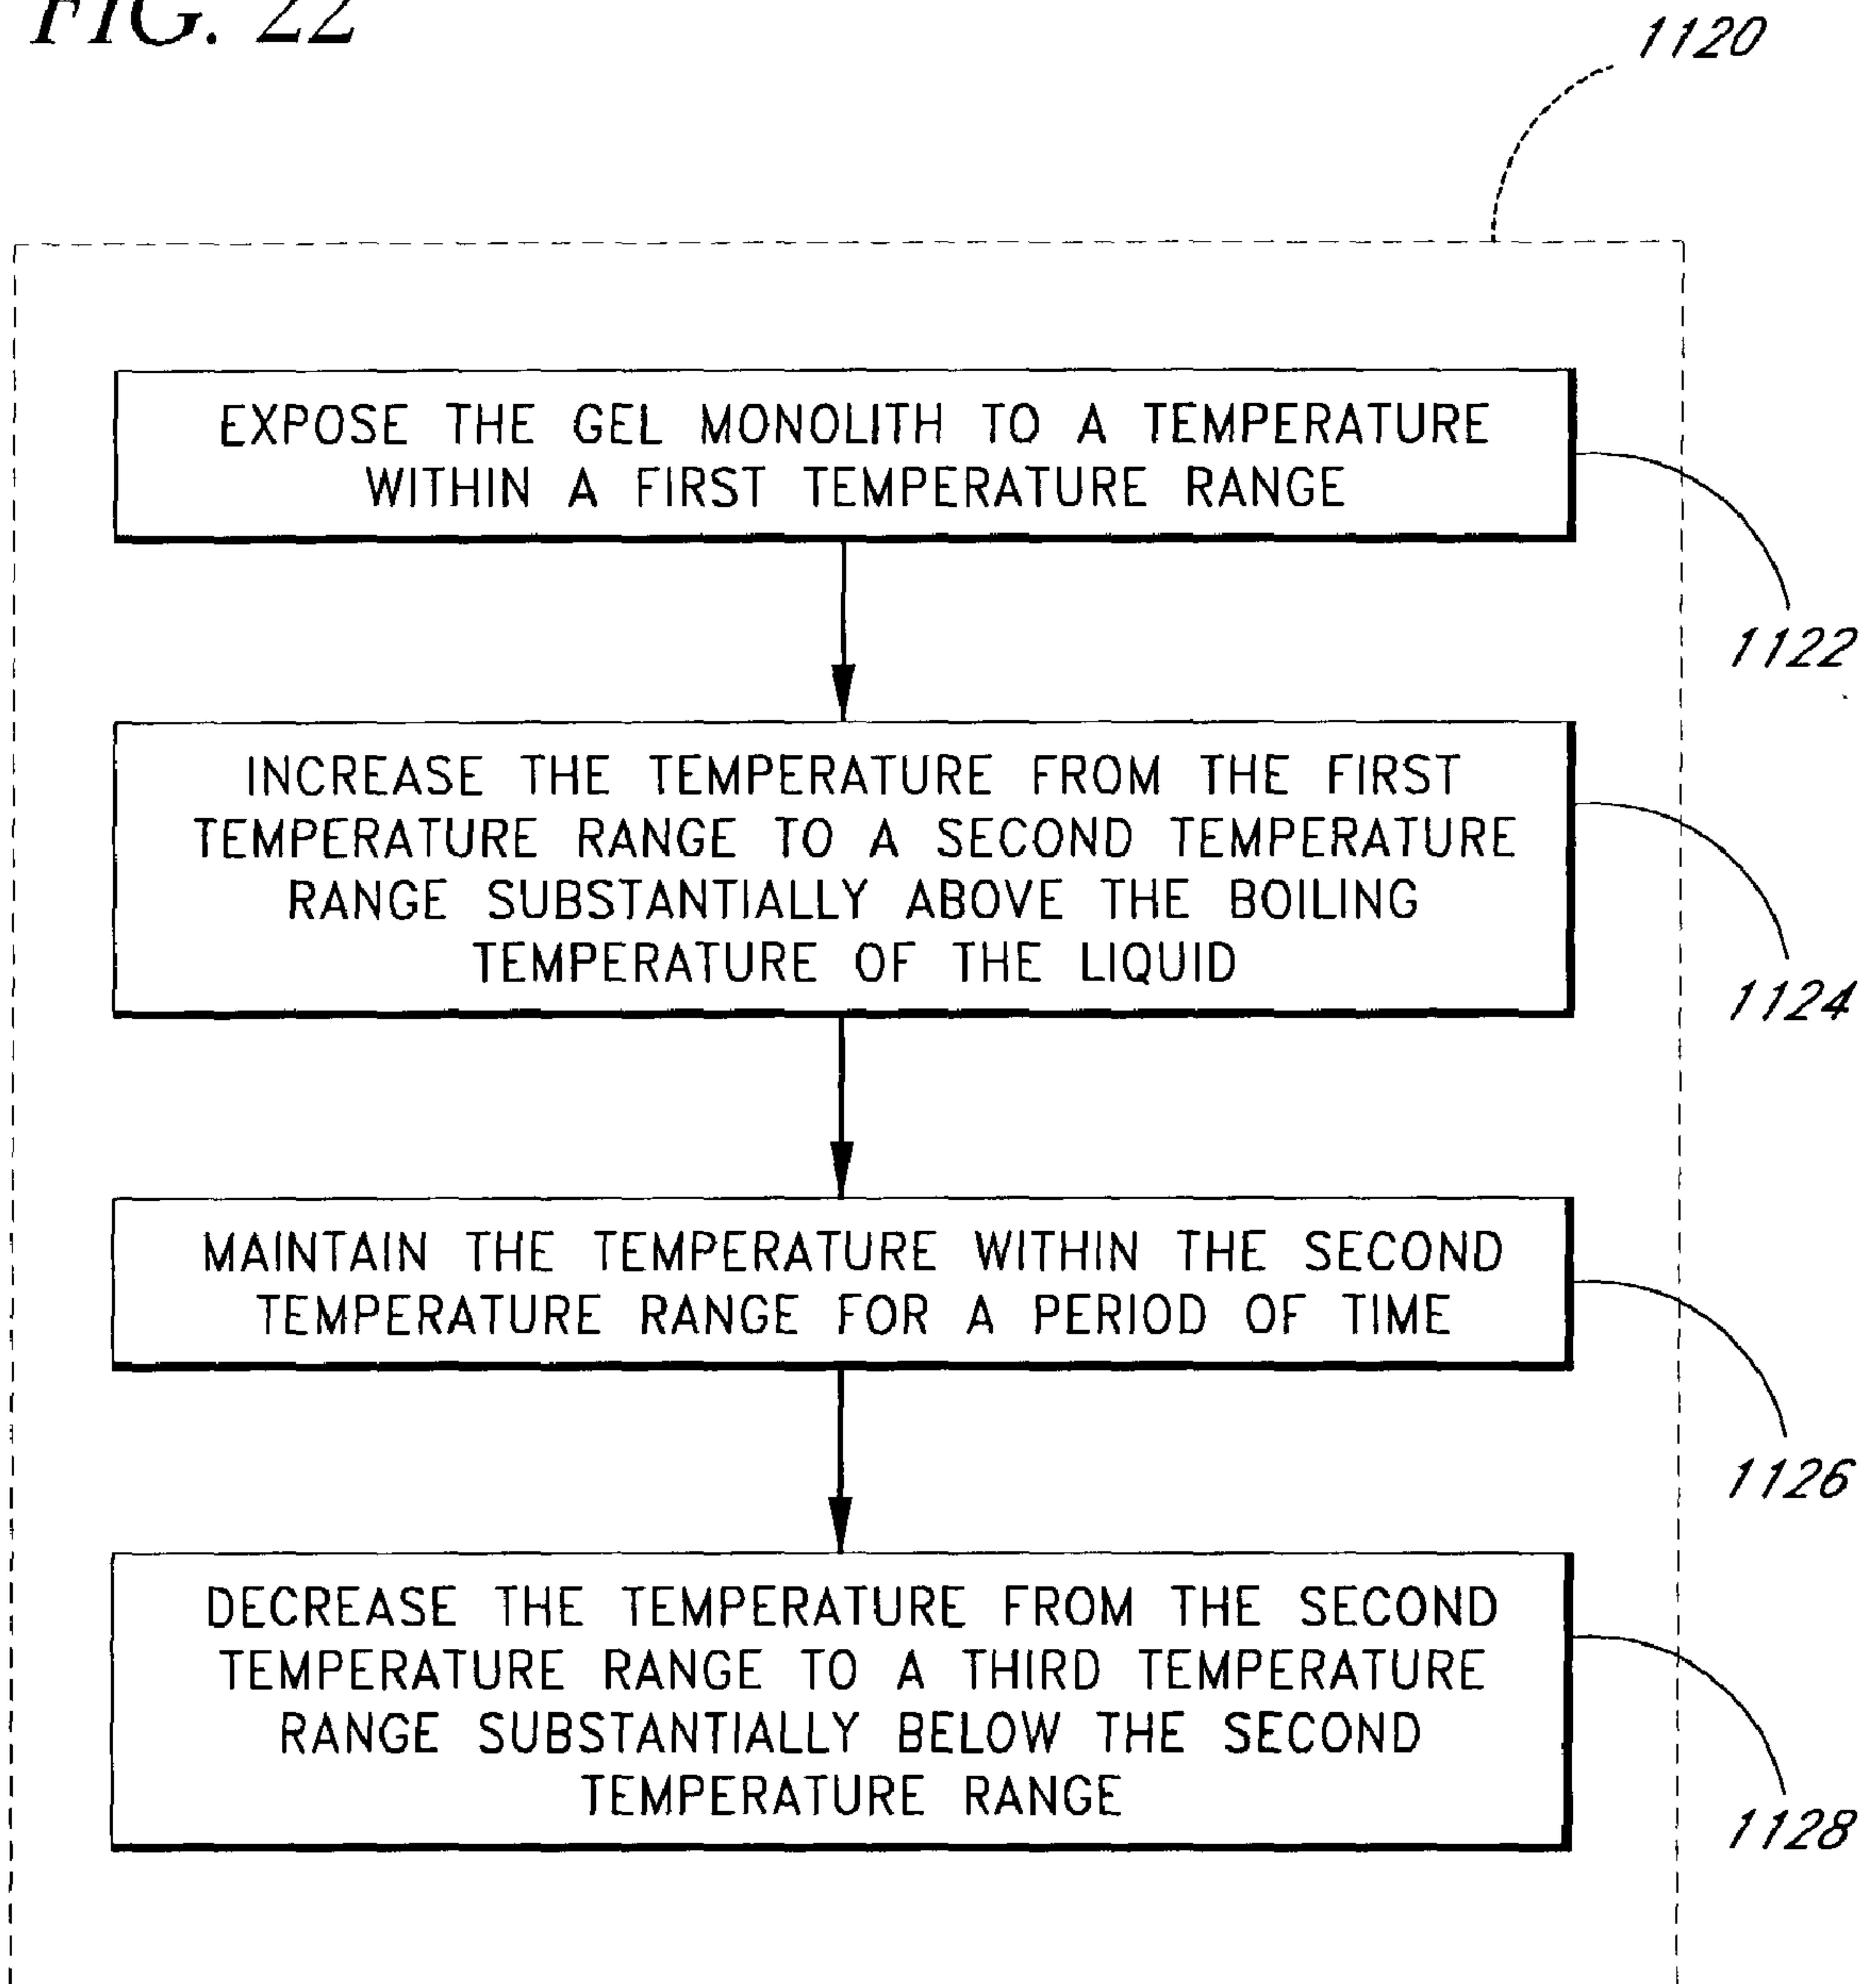 FIG. 22
1120
EXPOSE THE GEL MONOLITH TO A TEMPERATURE
WITHIN A FIRST TEMPERATURE RANGE
1122
INCREASE THE TEMPERATURE FROM THE FIRST
TEMPERATURE RANGE TO A SECOND TEMPERATURE
RANGE SUBSTANTIALLY ABOVE THE BOILING
TEMPERATURE OF THE LIQUID
1124
MAINTAIN THE TEMPERATURE WITHIN THE SECOND
TEMPERATURE RANGE FOR A PERIOD OF TIME
1126
DECREASE THE TEMPERATURE FROM THE SECOND
TEMPERATURE RANGE TO A THIRD TEMPERATURE
RANGE SUBSTANTIALLY BELOW THE SECOND
TEMPERATURE RANGE
1128